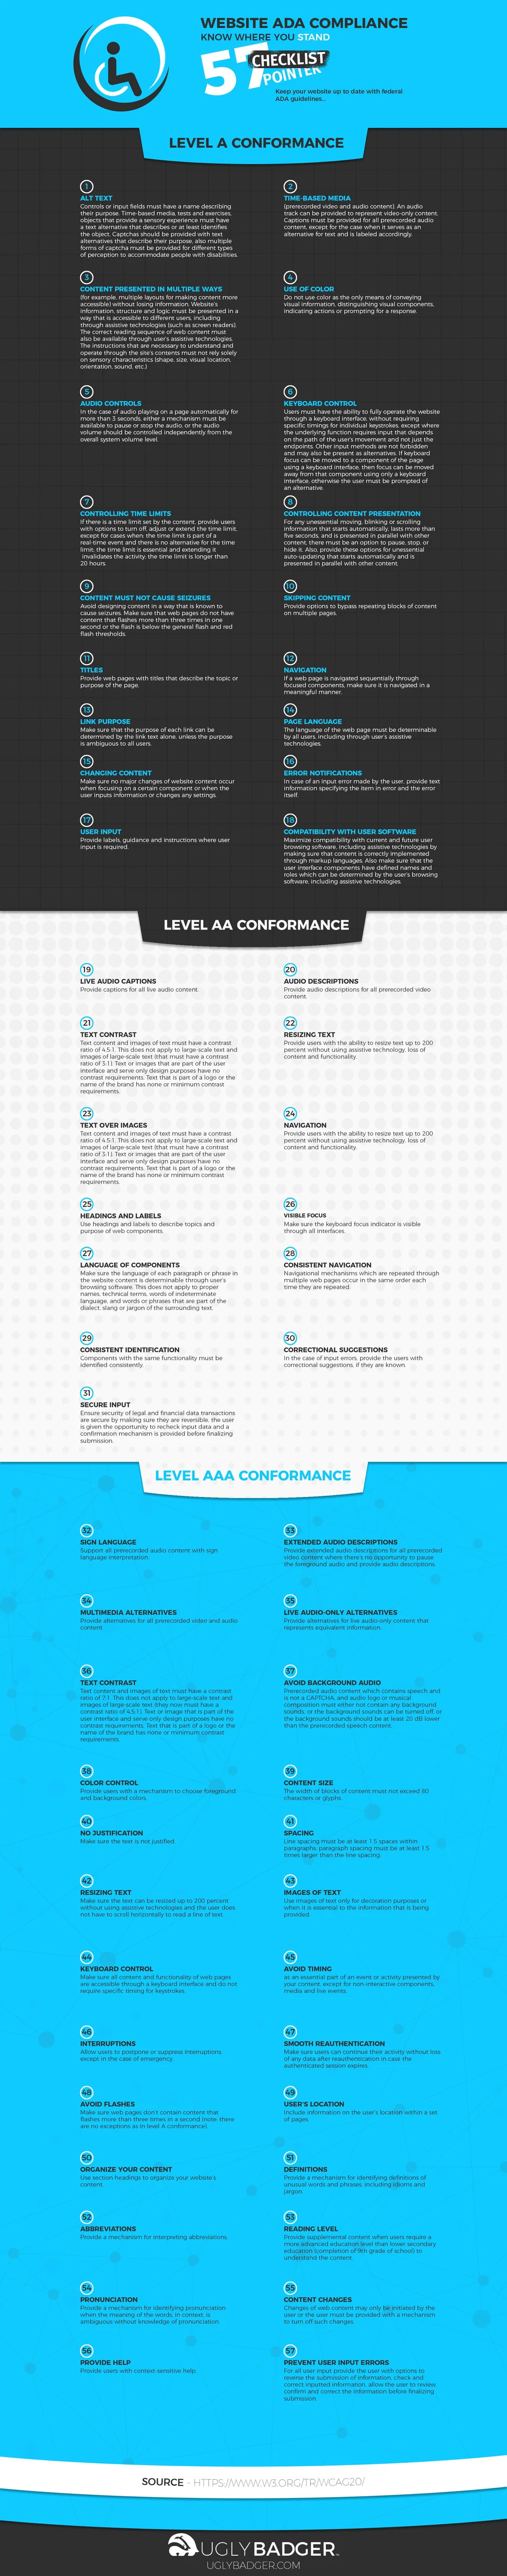 WEBSITE ADA COMPLIANCE
KNOW WHERE YOU STAND
57 CHECKLIST
POINTER
Keep your website up to date with federal
ADA guidelines...
LEVEL A CONFORMANCE
1
ALT TEXT
Controls or input fields must have a name describing
their purpose. Time-based media, tests and exercises,
objects that provide a sensory experience must have
a text alternative that describes or at least identifies
the object. Captchas should be provided with text
alternatives that describe their purpose, also multiple
forms of captcha must be provided for different types
of perception to accommodate people with disabilities.
2
TIME-BASED MEDIA
(prerecorded video and audio content). An audio
track can be provided to represent video-only content.
Captions must be provided for all prerecorded audio
content, except for the case when it serves as an
alternative for text and is labeled accordingly.
3
CONTENT PRESENTED IN MULTIPLE WAYS
(for example, multiple layouts for making content more
accessible) without losing information. Website's
information, structure and logic must be presented in a
way that is accessible to different users, including
through assistive technologies (such as screen readers).
The correct reading sequence of web content must
also be available through user's assistive technologies.
The instructions that are necessary to understand and
operate through the site's contents must not rely solely
on sensory characteristics (shape, size, visual location,
orientation, sound, etc.)
4
USE OF COLOR
Do not use color as the only means of conveying
visual information, distinguishing visual components,
indicating actions or prompting for a response.
5
AUDIO CONTROLS
In the case of audio playing on a page automatically for
more than 3 seconds, either a mechanism must be
available to pause or stop the audio, or the audio
volume should be controlled independently from the
overall system volume level.
6
KEYBOARD CONTROL
Users must have the ability to fully operate the website
through a keyboard interface, without requiring
specific timings for individual keystrokes, except where
the underlying function requires input that depends
on the path of the user's movement and not just the
endpoints. Other input methods are not forbidden
and may also be present as alternatives. If keyboard
focus can be moved to a component of the page
using a keyboard interface, then focus can be moved
away from that component using only a keyboard
interface, otherwise the user must be prompted of
an alternative.
7
CONTROLLING TIME LIMITS
If there is a time limit set by the content, provide users
with options to turn off, adjust or extend the time limit,
except for cases when: the time limit is part of a
real-time event and there is no alternative for the time
limit; the time limit is essential and extending it
invalidates the activity; the time limit is longer than
20 hours.
8
CONTROLLING CONTENT PRESENTATION
For any unessential moving, blinking or scrolling
information that starts automatically, lasts more than
five seconds, and is presented in parallel with other
content, there must be an option to pause, stop, or
hide it. Also, provide these options for unessential
auto-updating that starts automatically and is
presented in parallel with other content.
9
CONTENT MUST NOT CAUSE SEIZURES
Avoid designing content in a way that is known to
cause seizures. Make sure that web pages do not have
content that flashes more than three times in one
second or the flash is below the general flash and red
flash thresholds.
10
SKIPPING CONTENT
Provide options to bypass repeating blocks of content
on multiple pages.
11
TITLES
Provide web pages with titles that describe the topic or
purpose of the page.
12
NAVIGATION
If a web page is navigated sequentially through
focused components, make sure it is navigated in a
meaningful manner.
13
LINK PURPOSE
Make sure that the purpose of each link can be
determined by the link text alone, unless the purpose
is ambiguous to all users.
14
PAGE LANGUAGE
The language of the web page must be determinable
by all users, including through user's assistive
technologies.
15
CHANGING CONTENT
Make sure no major changes of website content occur
when focusing on a certain component or when the
user inputs information or changes any settings.
16
ERROR NOTIFICATIONS
In case of an input error made by the user, provide text
information specifying the item in error and the error
itself.
17
USER INPUT
Provide labels, guidance and instructions where user
input is required.
18
COMPATIBILITY WITH USER SOFTWARE
Maximize compatibility with current and future user
browsing software, including assistive technologies by
making sure that content is correctly implemented
through markup languages. Also make sure that the
user interface components have defined names and
roles which can be determined by the user's browsing
software, including assistive technologies.
LEVEL AA CONFORMANCE
19
LIVE AUDIO CAPTIONS
Provide captions for all live audio content.
20
AUDIO DESCRIPTIONS
Provide audio descriptions for all prerecorded video
content.
21
TEXT CONTRAST
Text content and images of text must have a contrast
ratio of 4.5:1. This does not apply to large-scale text and
images of large-scale text (that must have a contrast
ratio of 3:1). Text or images that are part of the user
interface and serve only design purposes have no
contrast requirements. Text that is part of a logo or the
name of the brand has none or minimum contrast
requirements.
22
RESIZING TEXT
Provide users with the ability to resize text up to 200
percent without using assistive technology, loss of
content and functionality.
23
TEXT OVER IMAGES
Text content and images of text must have a contrast
ratio of 4.5:1. This does not apply to large-scale text and
images of large-scale text (that must have a contrast
ratio of 3:1). Text or images that are part of the user
interface and serve only design purposes have no
contrast requirements. Text that is part of a logo or the
name of the brand has none or minimum contrast
requirements.
24
NAVIGATION
Provide users with the ability to resize text up to 200
percent without using assistive technology, loss of
content and functionality.
25
HEADINGS AND LABELS
Use headings and labels to describe topics and
purpose of web components.
26
VISIBLE FOCUS
Make sure the keyboard focus indicator is visible
through all interfaces.
27
LANGUAGE OF COMPONENTS
Make sure the language of each paragraph or phrase in
the website content is determinable through user's
browsing software. This does not apply to proper
names, technical terms, words of indeterminate
language, and words or phrases that are part of the
dialect, slang or jargon of the surrounding text.
28
CONSISTENT NAVIGATION
Navigational mechanisms which are repeated through
multiple web pages occur in the same order each
time they are repeated.
29
CONSISTENT IDENTIFICATION
Components with the same functionality must be
identified consistently.
30
CORRECTIONAL SUGGESTIONS
In the case of input errors, provide the users with
correctional suggestions, if they are known.
31
SECURE INPUT
Ensure security of legal and financial data transactions
are secure by making sure they are reversible, the user
is given the opportunity to recheck input data and a
confirmation mechanism is provided before finalizing
submission.
LEVEL AAA CONFORMANCE
32
SIGN LANGUAGE
Support all prerecorded audio content with sign
language interpretation.
33
EXTENDED AUDIO DESCRIPTIONS
Provide extended audio descriptions for all prerecorded
video content where there's no opportunity to pause
the foreground audio and provide audio descriptions.
34
MULTIMEDIA ALTERNATIVES
Provide alternatives for all prerecorded video and audio
content.
35
LIVE AUDIO-ONLY ALTERNATIVES
Provide alternatives for live audio-only content that
represents equivalent information.
36
TEXT CONTRAST
Text content and images of text must have a contrast
ratio of 7:1. This does not apply to large-scale text and
images of large-scale text (they now must have a
contrast ratio of 4.5:1). Text or image that is part of the
user interface and serve only design purposes have no
contrast requirements. Text that is part of a logo or the
name of the brand has none or minimum contrast
requirements.
37
AVOID BACKGROUND AUDIO
Prerecorded audio content which contains speech and
is not a CAPTCHA, and audio logo or musical
composition must either not contain any background
sounds, or the background sounds can be turned off, or
the background sounds should be at least 20 dB lower
than the prerecorded speech content.
38
COLOR CONTROL
Provide users with a mechanism to choose foreground
and background colors.
39
CONTENT SIZE
The width of blocks of content must not exceed 80
characters or glyphs.
40
NO JUSTIFICATION
Make sure the text is not justified.
41
SPACING
Line spacing must be at least 1.5 spaces within
paragraphs, paragraph spacing must be at least 1.5
times larger than the line spacing.
42
RESIZING TEXT
Make sure the text can be resized up to 200 percent
without using assistive technologies and the user does
not have to scroll horizontally to read a line of text.
43
IMAGES OF TEXT
Use images of text only for decoration purposes or
when it is essential to the information that is being
provided.
44
KEYBOARD CONTROL
Make sure all content and functionality of web pages
are accessible through a keyboard interface and do not
require specific timing for keystrokes.
45
AVOID TIMING
as an essential part of an event or activity presented by
your content, except for non-interactive components,
media and live events.
46
INTERRUPTIONS
Allow users to postpone or suppress interruptions,
except in the case of emergency.
47
SMOOTH REAUTHENTICATION
Make sure users can continue their activity without loss
of any data after reauthentication in case the
authenticated session expires.
48
AVOID FLASHES
Make sure web pages don't contain content that
flashes more than three times in a second (note: there
are no exceptions as in level A conformance).
49
USER'S LOCATION
Include information on the user's location within a set
of pages.
50
ORGANIZE YOUR CONTENT
Use section headings to organize your website's
content.
51
DEFINITIONS
Provide a mechanism for identifying definitions of
unusual words and phrases, including idioms and
jargon.
52
ABBREVIATIONS
Provide a mechanism for interpreting abbreviations.
53
READING LEVEL
Provide supplemental content when users require a
more advanced education level than lower secondary
education (completion of 9th grade of school) to
understand the content.
54
PRONUNCIATION
Provide a mechanism for identifying pronunciation
when the meaning of the words, in context, is
ambiguous without knowledge of pronunciation.
55
CONTENT CHANGES
Changes of web content may only be initiated by the
user or the user must be provided with a mechanism
to turn off such changes.
56
PROVIDE HELP
Provide users with context sensitive help.
57
PREVENT USER INPUT ERRORS
For all user input provide the user with options to
reverse the submission of information, check and
correct inputted information, allow the user to review,
confirm and correct the information before finalizing
submission.
SOURCE - HTTPS://WWW.W3.ORG/TR/WCAG20/
UGLYBADGER
UGLYBADGER.COM